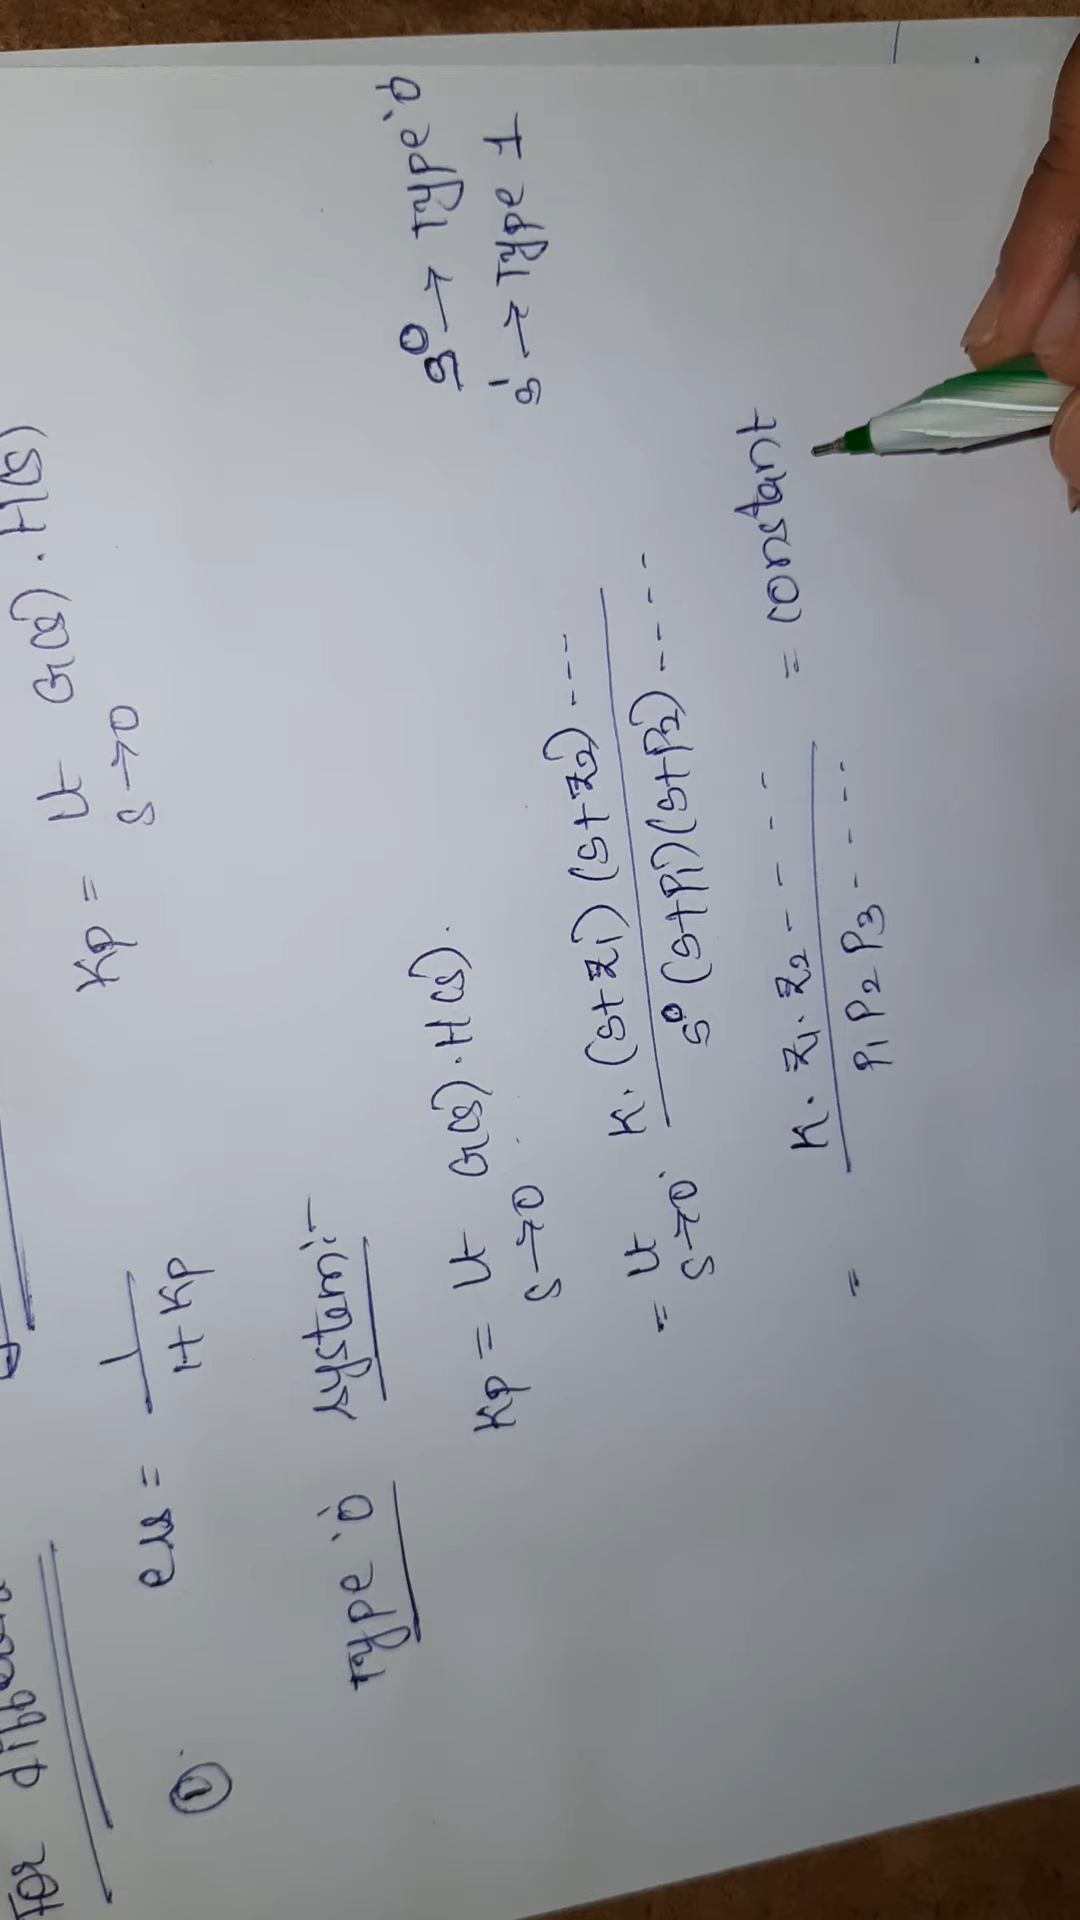 For
① ess = 1/(1+Kp)    Kp = Lt s→0 G(s).H(s)
Type '0' system:-
Kp = Lt s→0 G(s).H(s).    s⁰ → Type '0'
s¹ → Type 1
= Lt s→0. K.(s+z1)(s+z2)--- / s⁰(s+p1)(s+p2)----
= K. z1. z2---- / P1 P2 P3---- = constant